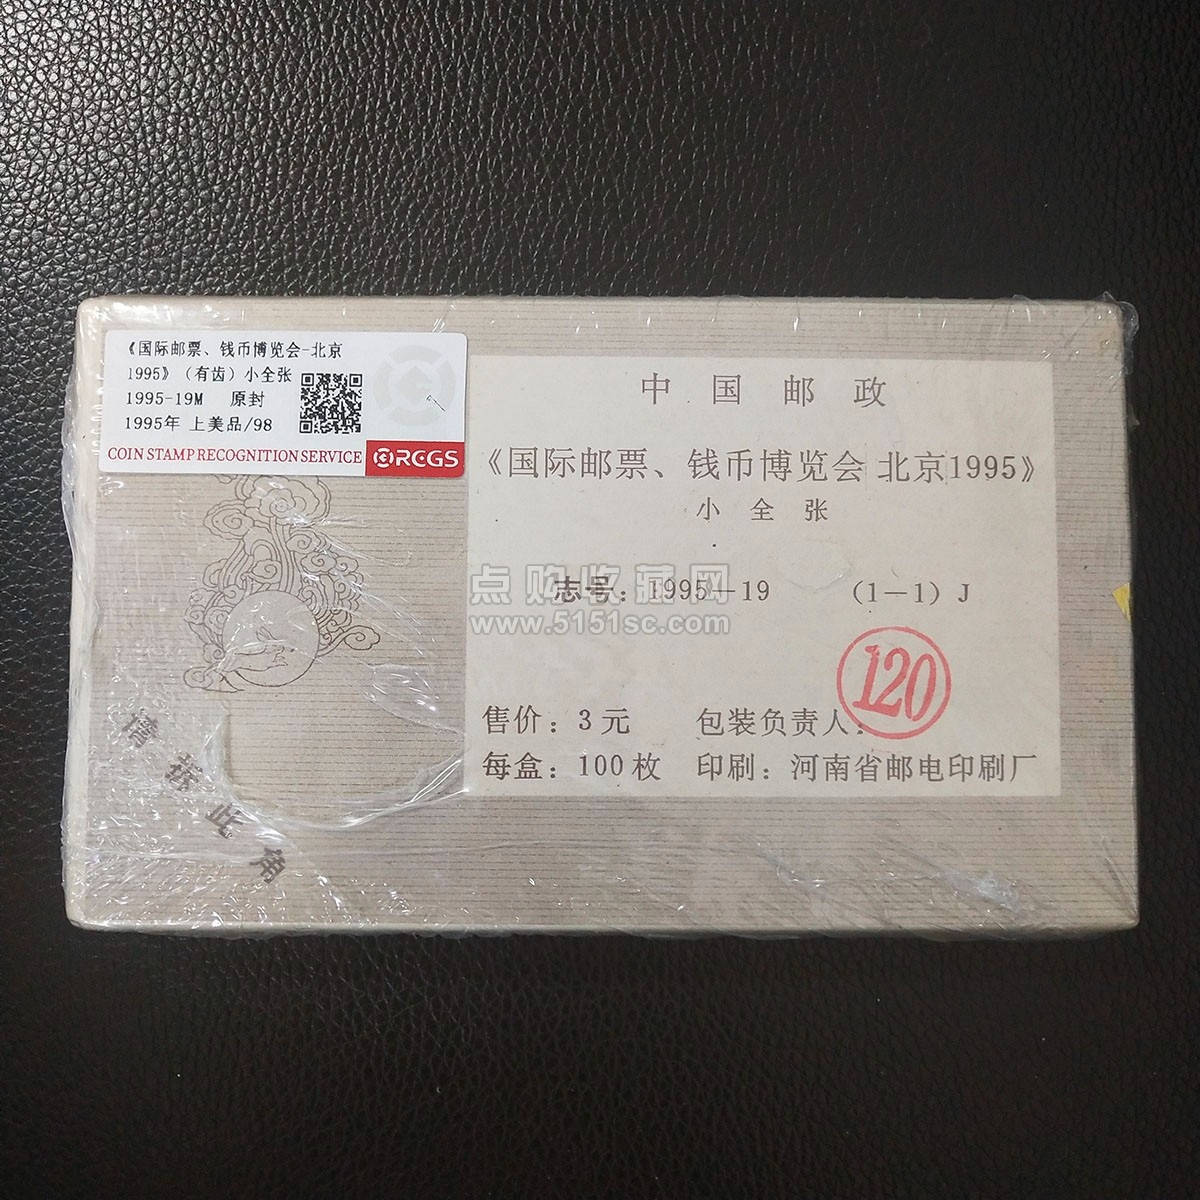 《国际邮票、钱币博览会-北京
1995》（有齿）小全张
1995-19M 原封
1995年 上美品/98
COIN STAMP RECOGNITION SERVICE
RCGS
中国邮政
《国际邮票、钱币博览会 北京1995》
小全张
志号：1995—19 （1—1）J
点购收藏网
www.5151sc.com
120
售价：3元 包装负责人：
每盒：100枚 印刷：河南省邮电印刷厂
请拆此角